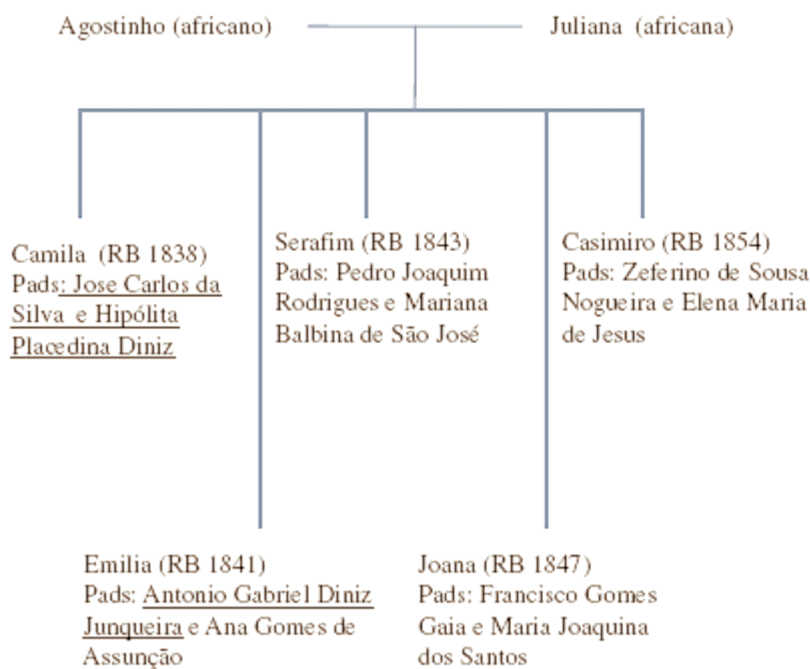 Agostinho (africano)
Juliana (africana)
Camila (RB 1838)
Pads: Jose Carlos da
Silva e Hipólita
Placedina Diniz
Serafim (RB 1843)
Pads: Pedro Joaquim
Rodrigues e Mariana
Balbina de São José
Casimiro (RB 1854)
Pads: Zeferino de Sousa
Nogueira e Elena Maria
de Jesus
Emilia (RB 1841)
Pads: Antonio Gabriel Diniz
Junqueira e Ana Gomes de
Assunção
Joana (RB 1847)
Pads: Francisco Gomes
Gaia e Maria Joaquina
dos Santos